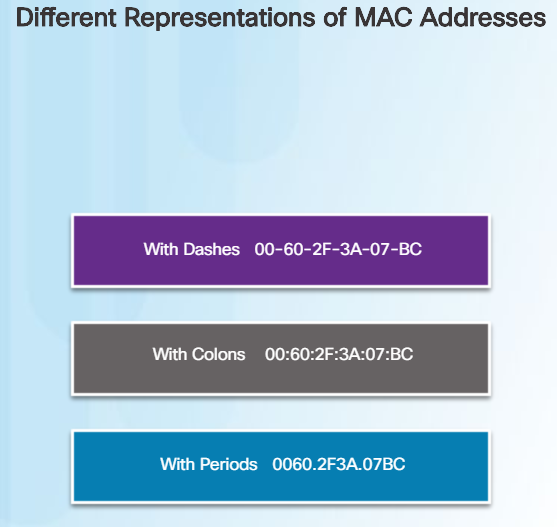 Different Representations of MAC Addresses
With Dashes 00-60-2F-3A-07-BC
With Colons 00:60:2F:3A:07:BC
With Periods 0060.2F3A.07BC